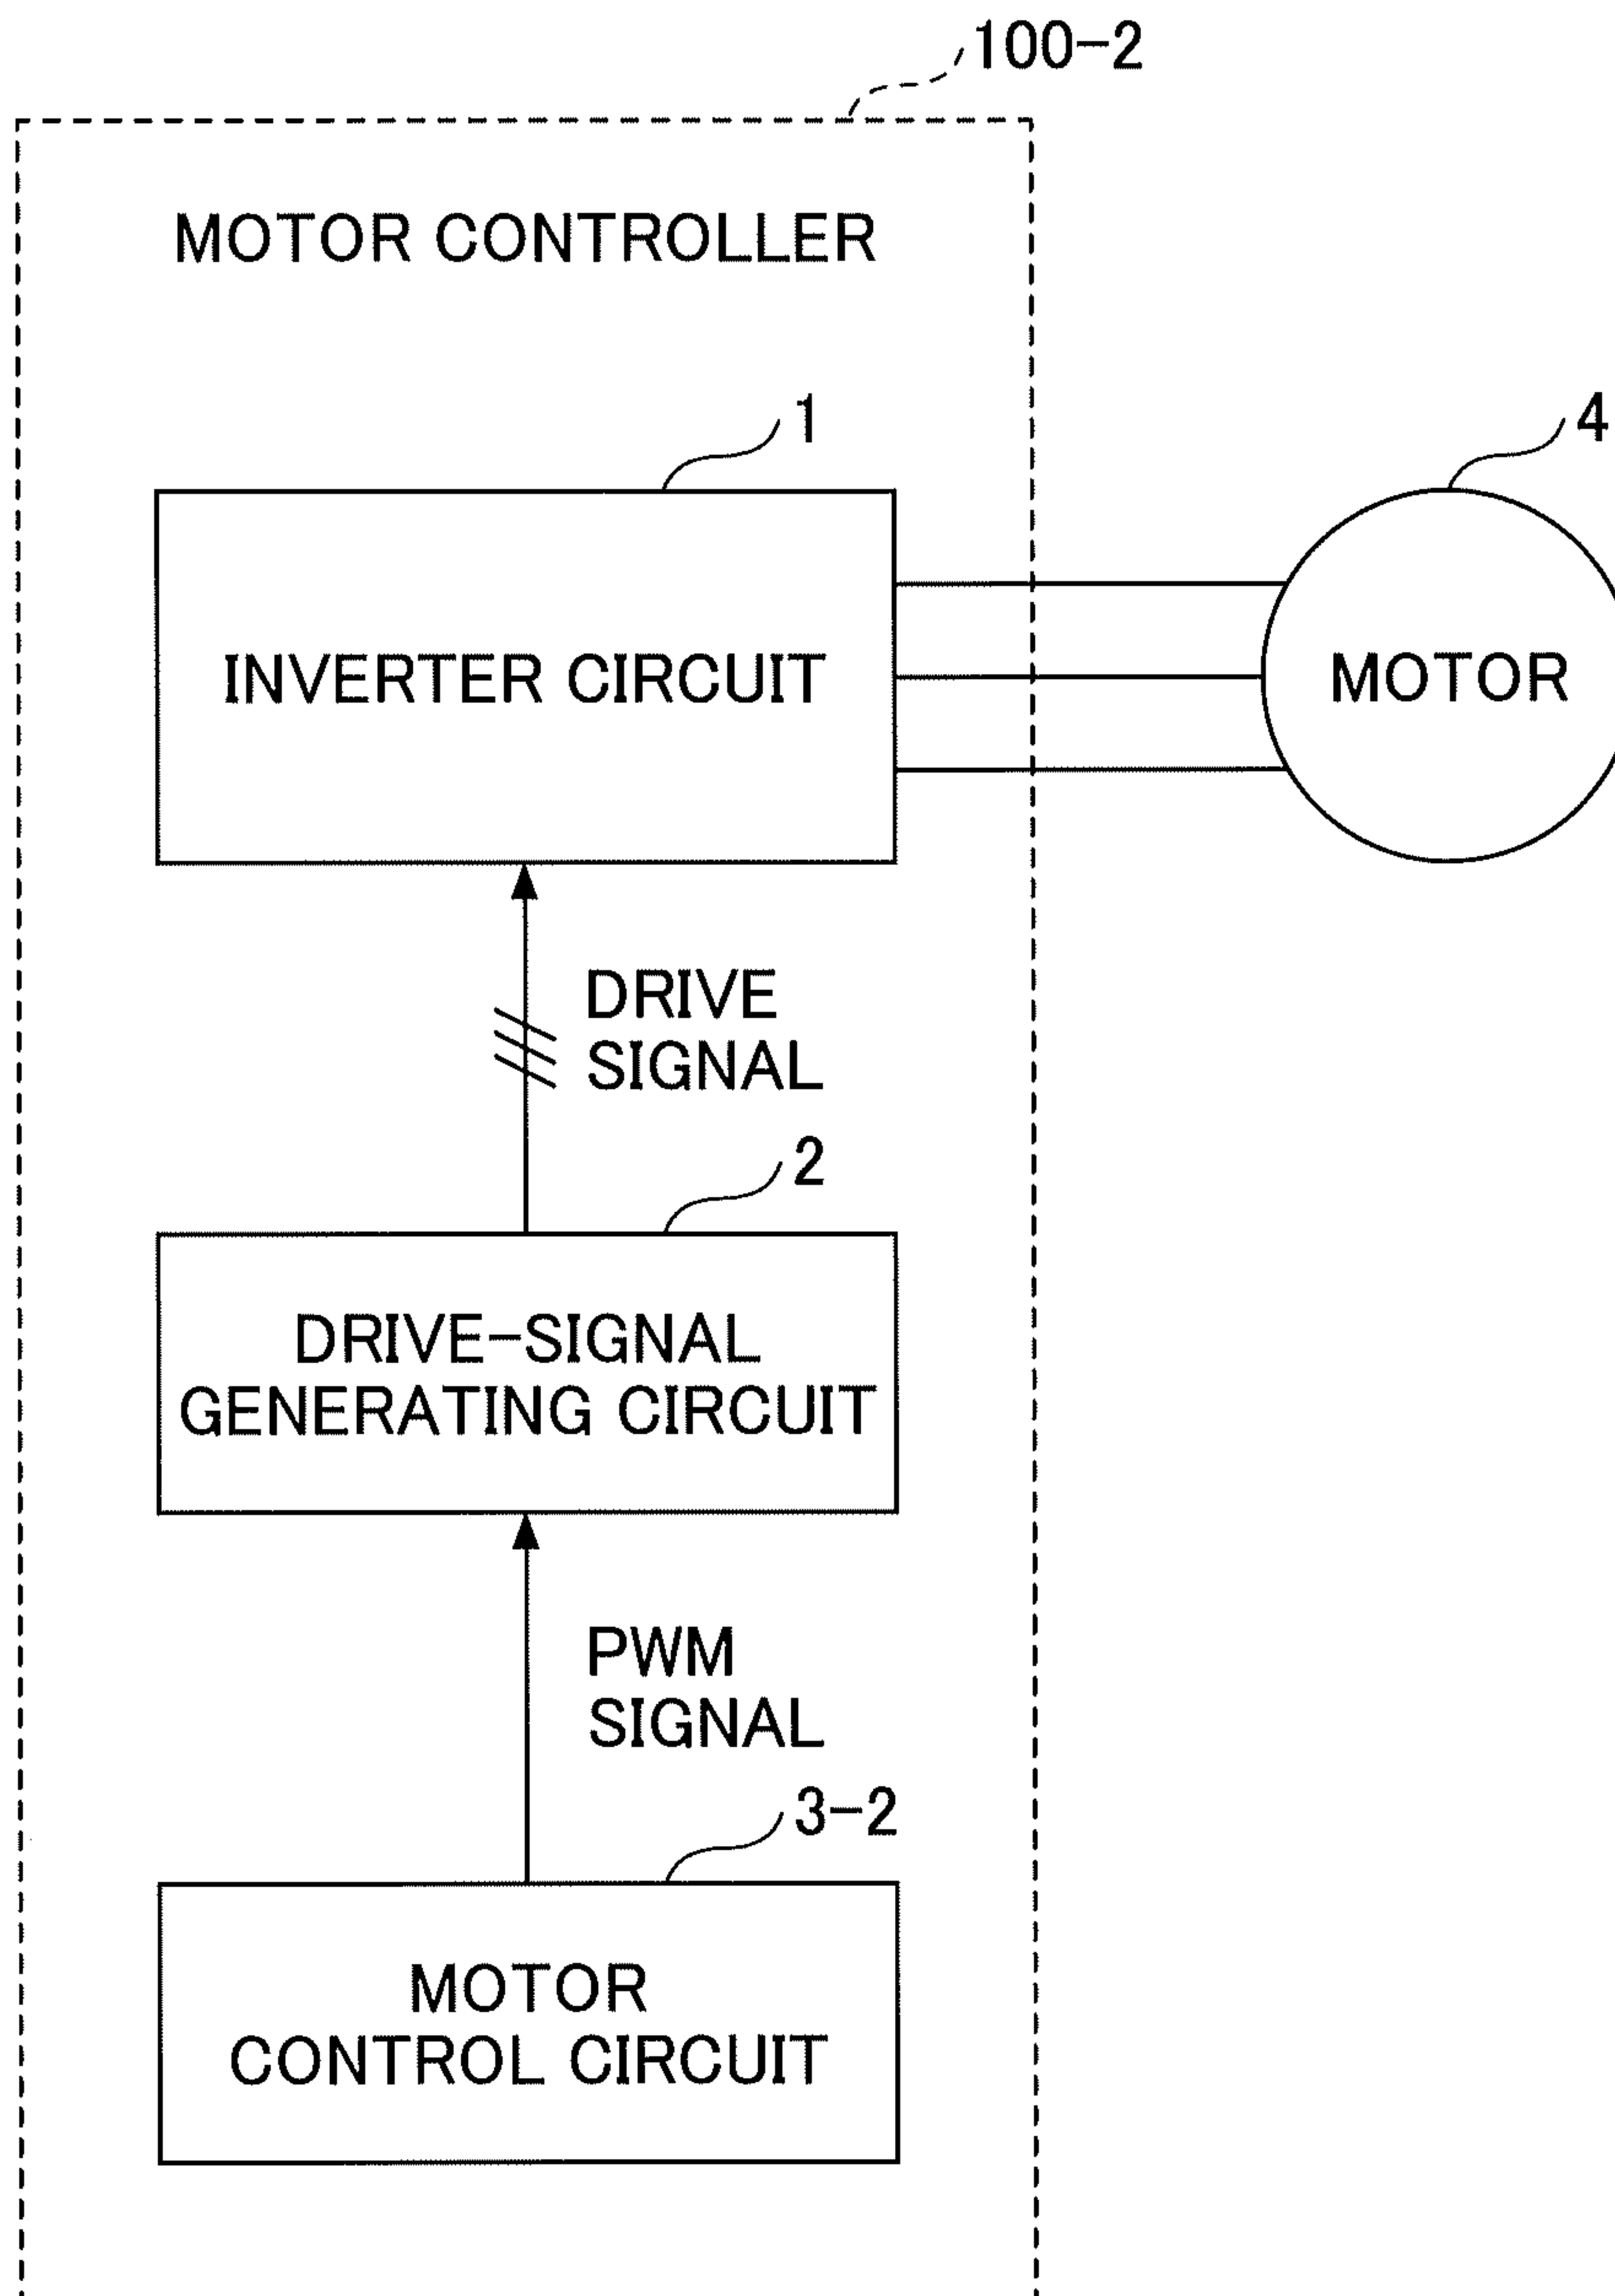 100-2
MOTOR CONTROLLER
1
4
INVERTER CIRCUIT
MOTOR
DRIVE
SIGNAL
2
DRIVE-SIGNAL
GENERATING CIRCUIT
PWM
SIGNAL
3-2
MOTOR
CONTROL CIRCUIT